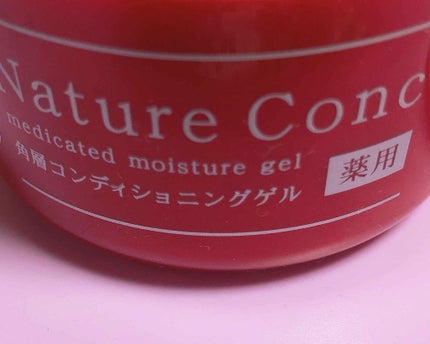 Nature Conc
medicated moisture gel
角層コンディショニングゲル 薬用